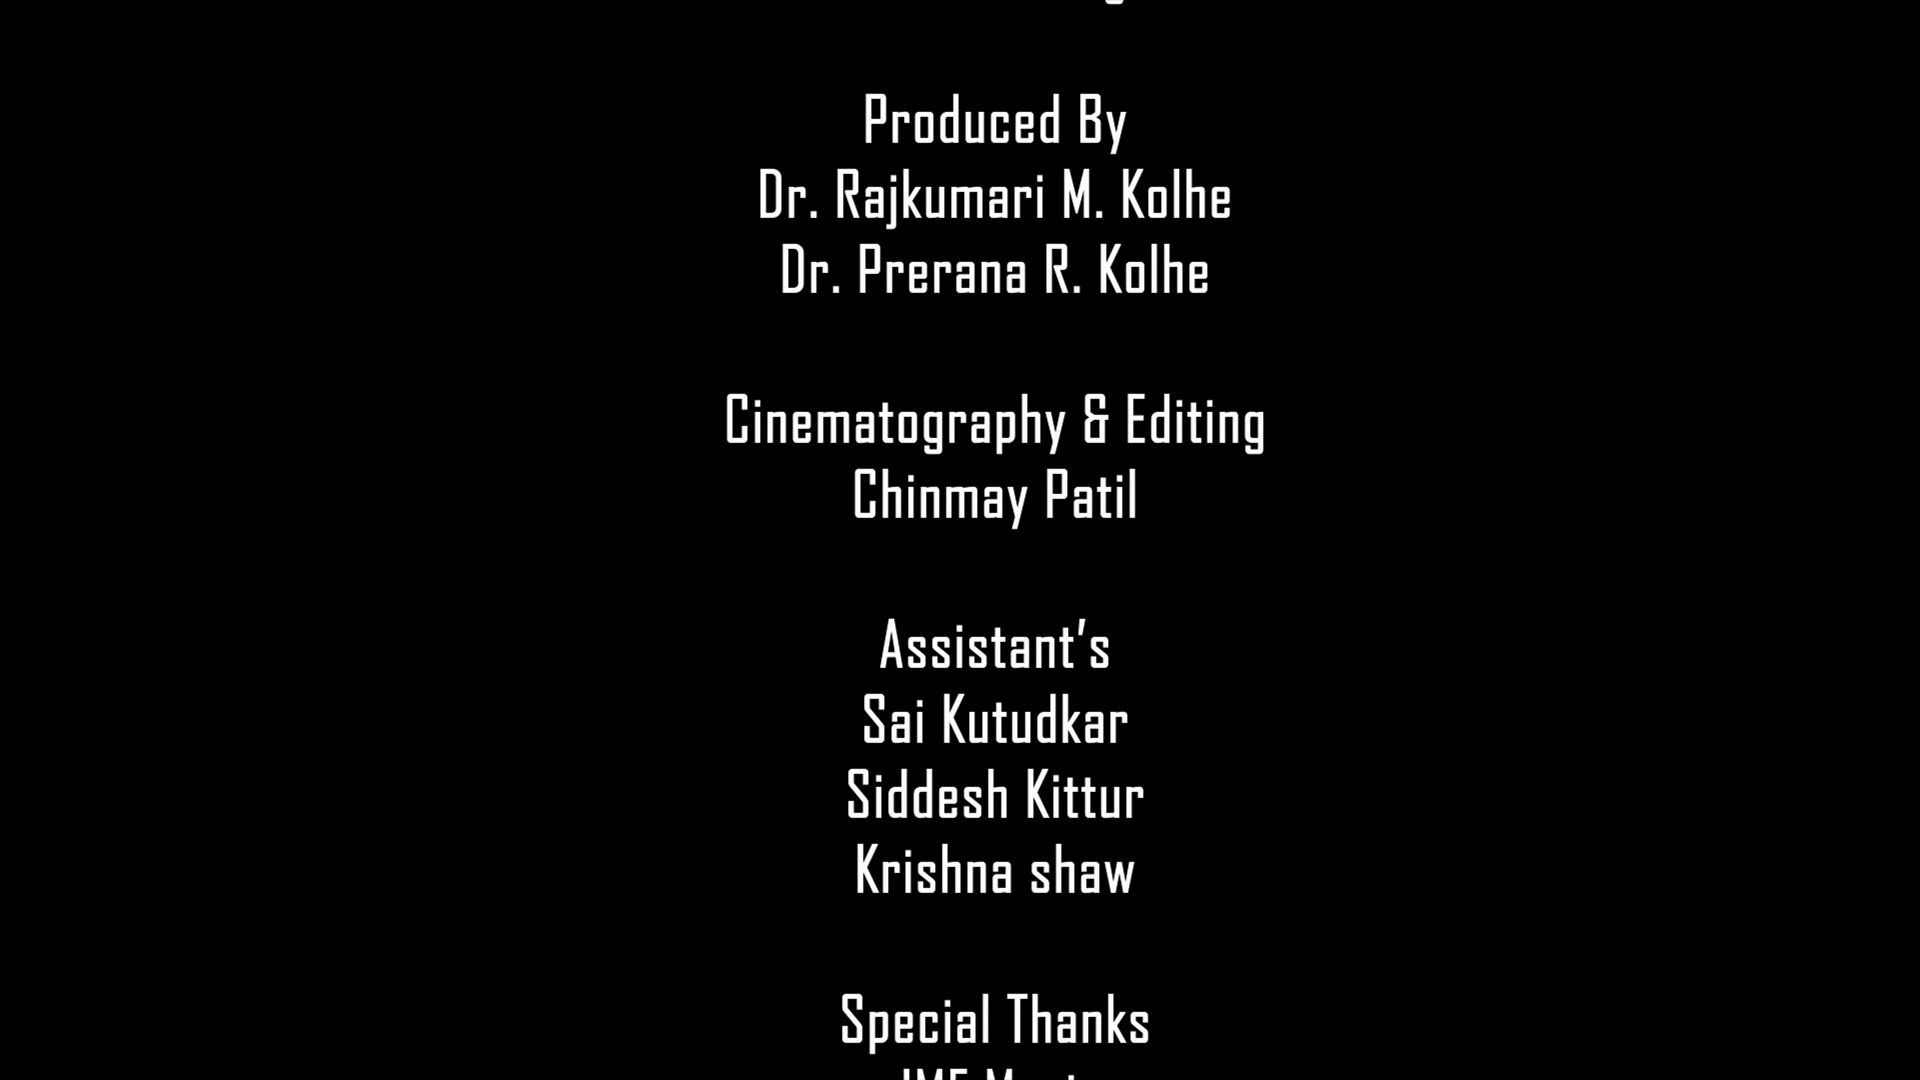 Produced By
Dr. Rajkumari M. Kolhe
Dr. Prerana R. Kolhe
Cinematography & Editing
Chinmay Patil
Assistant’s
Sai Kutudkar
Siddesh Kittur
Krishna shaw
Special Thanks